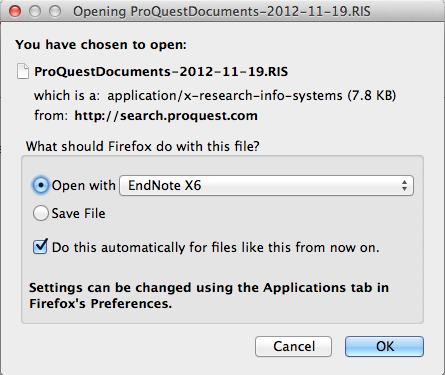 Opening ProQuestDocuments-2012-11-19.RIS
You have chosen to open:
ProQuestDocuments-2012-11-19.RIS
which is a: application/x-research-info-systems (7.8 KB)
from: http://search.proquest.com
What should Firefox do with this file?
Open with EndNote X6
Save File
Do this automatically for files like this from now on.
Settings can be changed using the Applications tab in
Firefox's Preferences.
Cancel OK